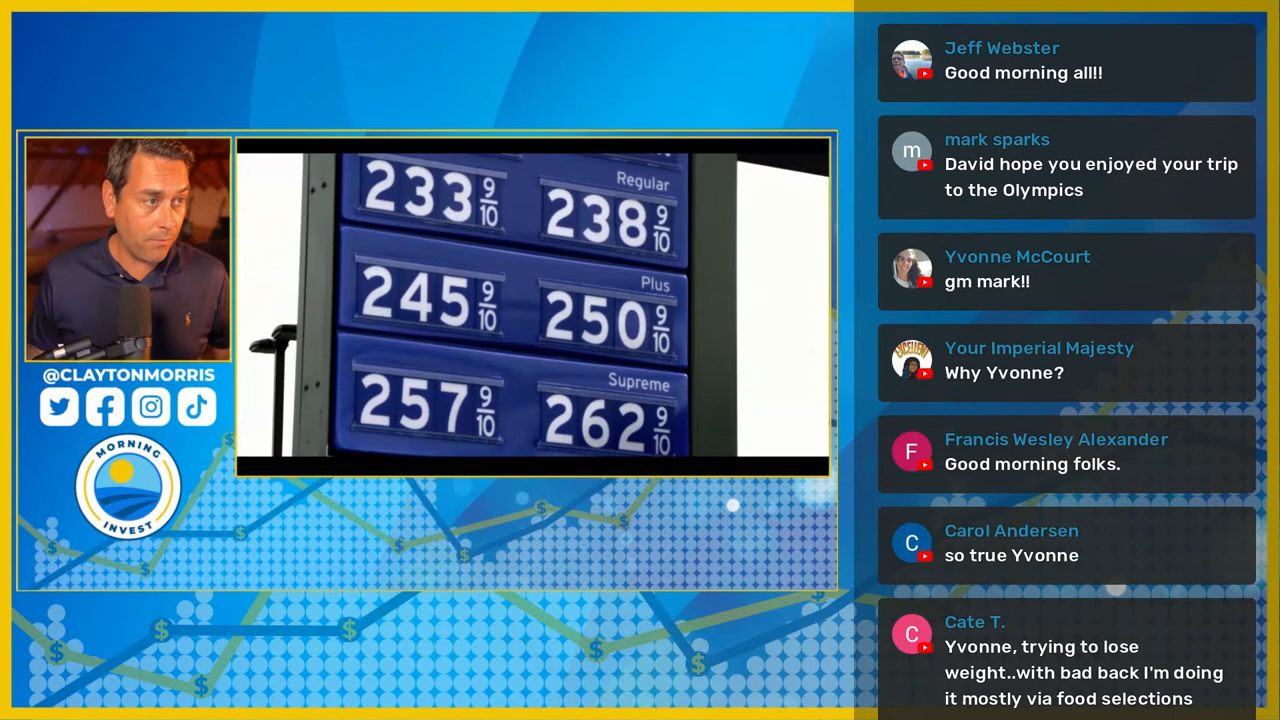 233 9/10
Regular
238 9/10
245 9/10
Plus
250 9/10
257 9/10
Supreme
262 9/10
@CLAYTONMORRIS
MORNING
INVEST
Jeff Webster
Good morning all!!
m
mark sparks
David hope you enjoyed your trip
to the Olympics
Yvonne McCourt
gm mark!!
EXCELLENT
Your Imperial Majesty
Why Yvonne?
F
Francis Wesley Alexander
Good morning folks.
C
Carol Andersen
so true Yvonne
C
Cate T.
Yvonne, trying to lose
weight..with bad back I'm doing
it mostly via food selections